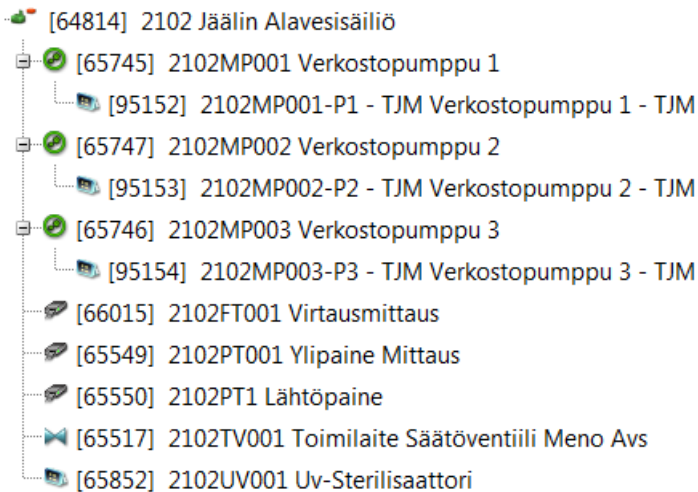 [64814] 2102 Jäälin Alavesisäiliö
[65745] 2102MP001 Verkostopumppu 1
[95152] 2102MP001-P1 - TJM Verkostopumppu 1 - TJM
[65747] 2102MP002 Verkostopumppu 2
[95153] 2102MP002-P2 - TJM Verkostopumppu 2 - TJM
[65746] 2102MP003 Verkostopumppu 3
[95154] 2102MP003-P3 - TJM Verkostopumppu 3 - TJM
[66015] 2102FT001 Virtausmittaus
[65549] 2102PT001 Ylipaine Mittaus
[65550] 2102PT1 Lähtöpaine
[65517] 2102TV001 Toimilaite Säätöventiili Meno Avs
[65852] 2102UV001 Uv-Sterilisaattori